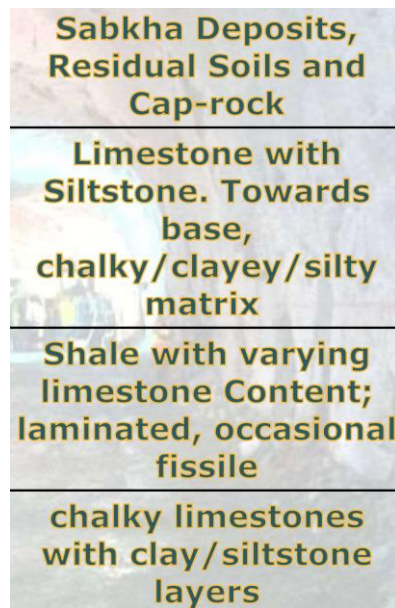 Sabkha Deposits,
Residual Soils and
Cap-rock
Limestone with
Siltstone. Towards
base,
chalky/clayey/silty
matrix
Shale with varying
limestone Content;
laminated, occasional
fissile
chalky limestones
with clay/siltstone
layers